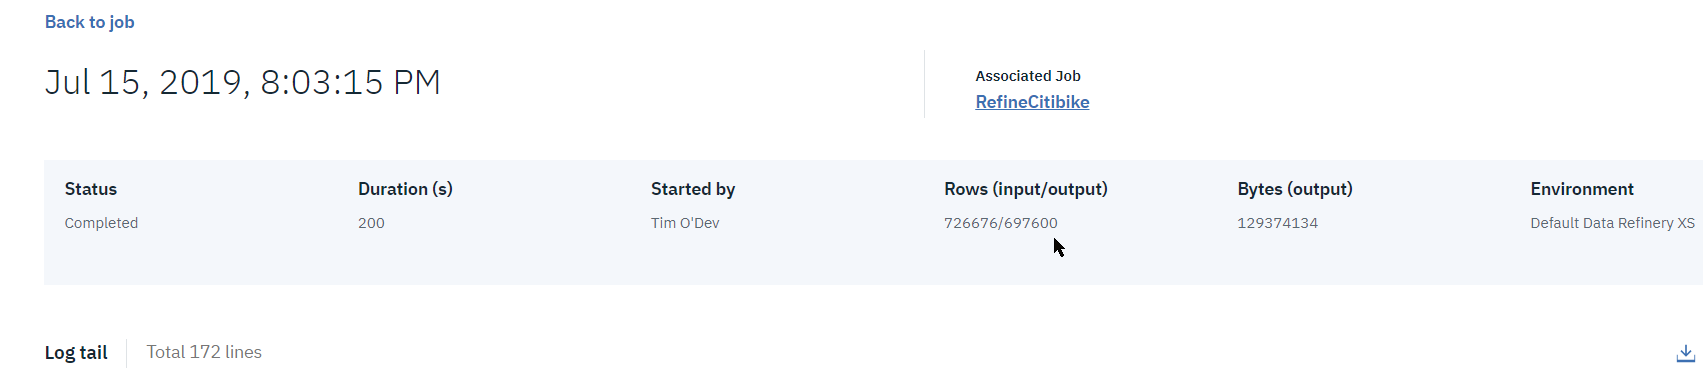 Back to job
Jul 15, 2019, 8:03:15 PM
Associated Job
RefineCitibike
Status Duration (s) Started by Rows (input/output) Bytes (output) Environment
Completed 200 Tim O'Dev 726676/697600 129374134 Default Data Refinery XS
Log tail Total 172 lines